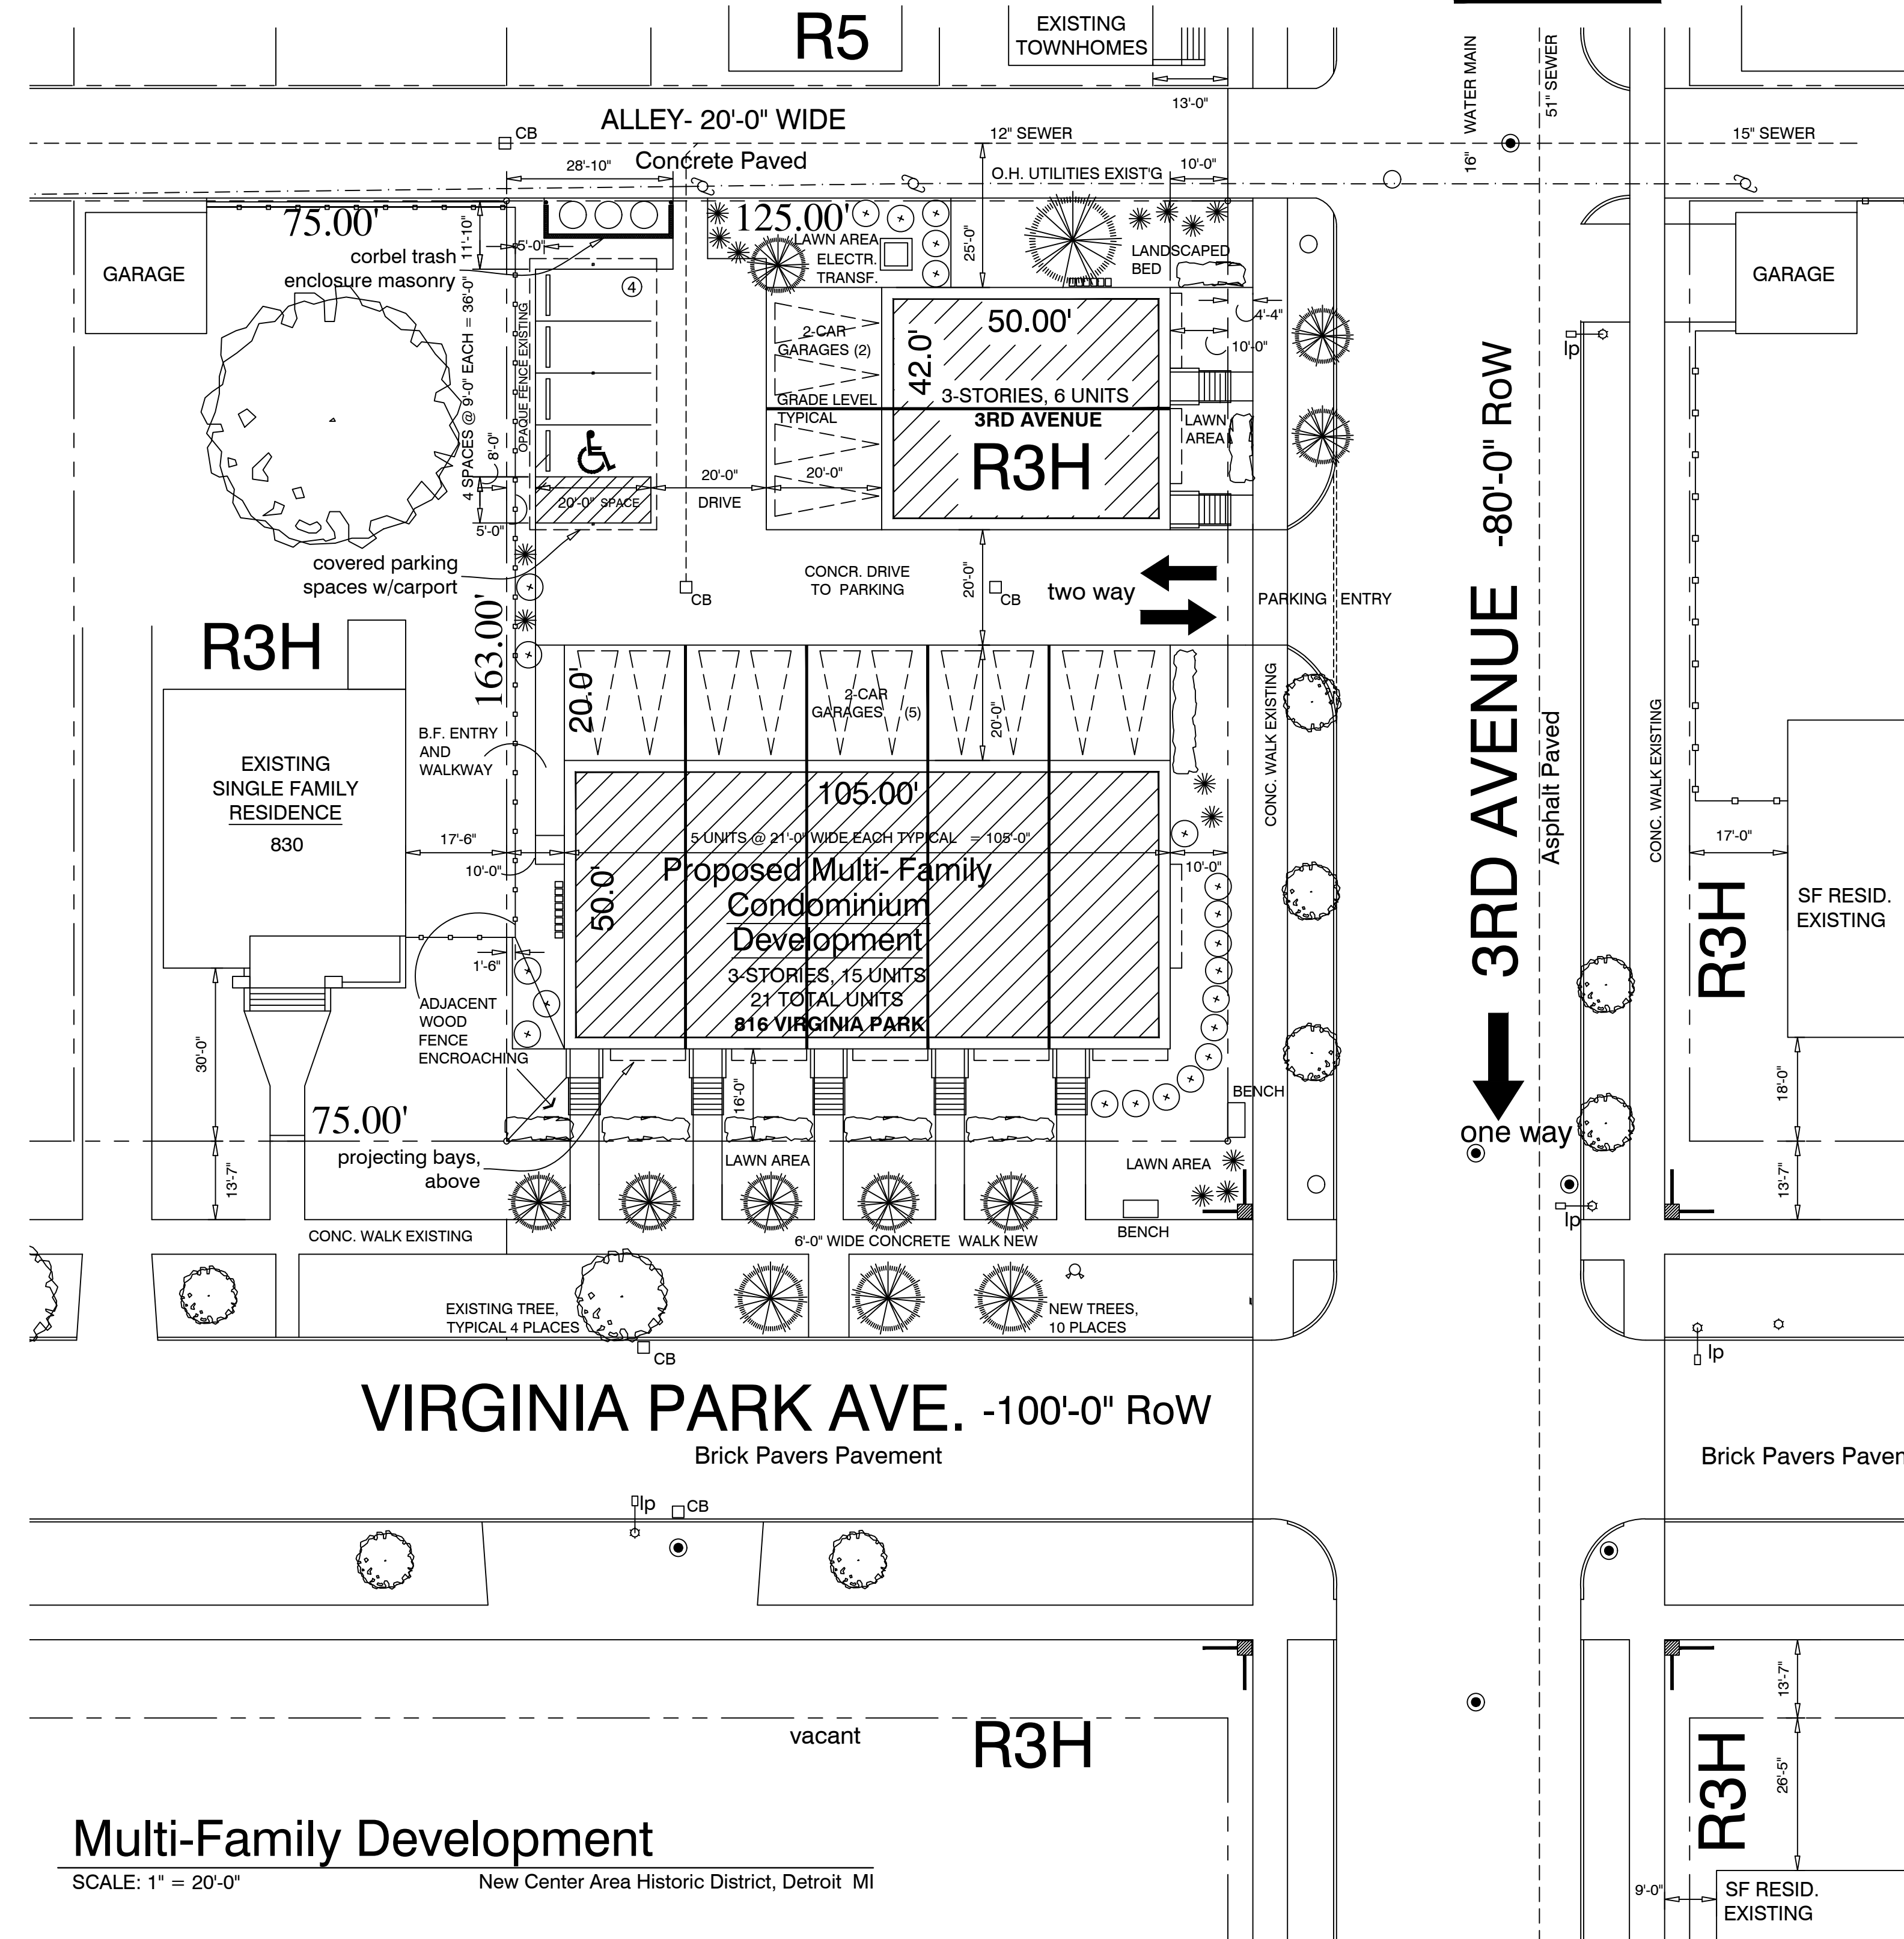 R5
EXISTING
TOWNHOMES
16" WATER MAIN
51" SEWER
13'-0"
ALLEY- 20'-0" WIDE
CB
12" SEWER
15" SEWER
28'-10"
Concrete Paved
O.H. UTILITIES EXIST'G
10'-0"
75.00'
125.00'
11'-10"
5'-0"
25'-0"
GARAGE
corbel trash
enclosure masonry
LAWN AREA
ELECTR.
TRANSF.
LANDSCAPED
BED
GARAGE
4
4 SPACES @ 9'-0" EACH = 36'-0"
OPAQUE FENCE EXISTING
8'-0"
2-CAR
GARAGES (2)
GRADE LEVEL
TYPICAL
50.00'
42.0'
3-STORIES, 6 UNITS
3RD AVENUE
R3H
4'-4"
10'-0"
LAWN
AREA
lp
3RD AVENUE -80'-0" RoW
20'-0" SPACE
20'-0"
DRIVE
20'-0"
5'-0"
covered parking
spaces w/carport
CONCR. DRIVE
TO PARKING
CB
20'-0"
CB
two way
PARKING ENTRY
R3H
163.00'
20.0'
2-CAR
GARAGES (5)
20'-0"
CONC. WALK EXISTING
Asphalt Paved
CONC. WALK EXISTING
B.F. ENTRY
AND
WALKWAY
EXISTING
SINGLE FAMILY
RESIDENCE
830
17'-6"
10'-0"
105.00'
5 UNITS @ 21'-0" WIDE EACH TYPICAL = 105'-0"
50.0'
Proposed Multi- Family
Condominium
Development
3-STORIES, 15 UNITS
21 TOTAL UNITS
816 VIRGINIA PARK
10'-0"
17'-0"
R3H
SF RESID.
EXISTING
1'-6"
ADJACENT
WOOD
FENCE
ENCROACHING
30'-0"
16'-0"
BENCH
18'-0"
75.00'
one way
projecting bays,
above
LAWN AREA
LAWN AREA
13'-7"
13'-7"
lp
CONC. WALK EXISTING
6'-0" WIDE CONCRETE WALK NEW
BENCH
EXISTING TREE,
TYPICAL 4 PLACES
NEW TREES,
10 PLACES
CB
lp
VIRGINIA PARK AVE. -100'-0" RoW
Brick Pavers Pavement
Brick Pavers Paven
lp
CB
13'-7"
vacant
R3H
R3H
26'-5"
Multi-Family Development
SCALE: 1" = 20'-0"
New Center Area Historic District, Detroit MI
9'-0"
SF RESID.
EXISTING